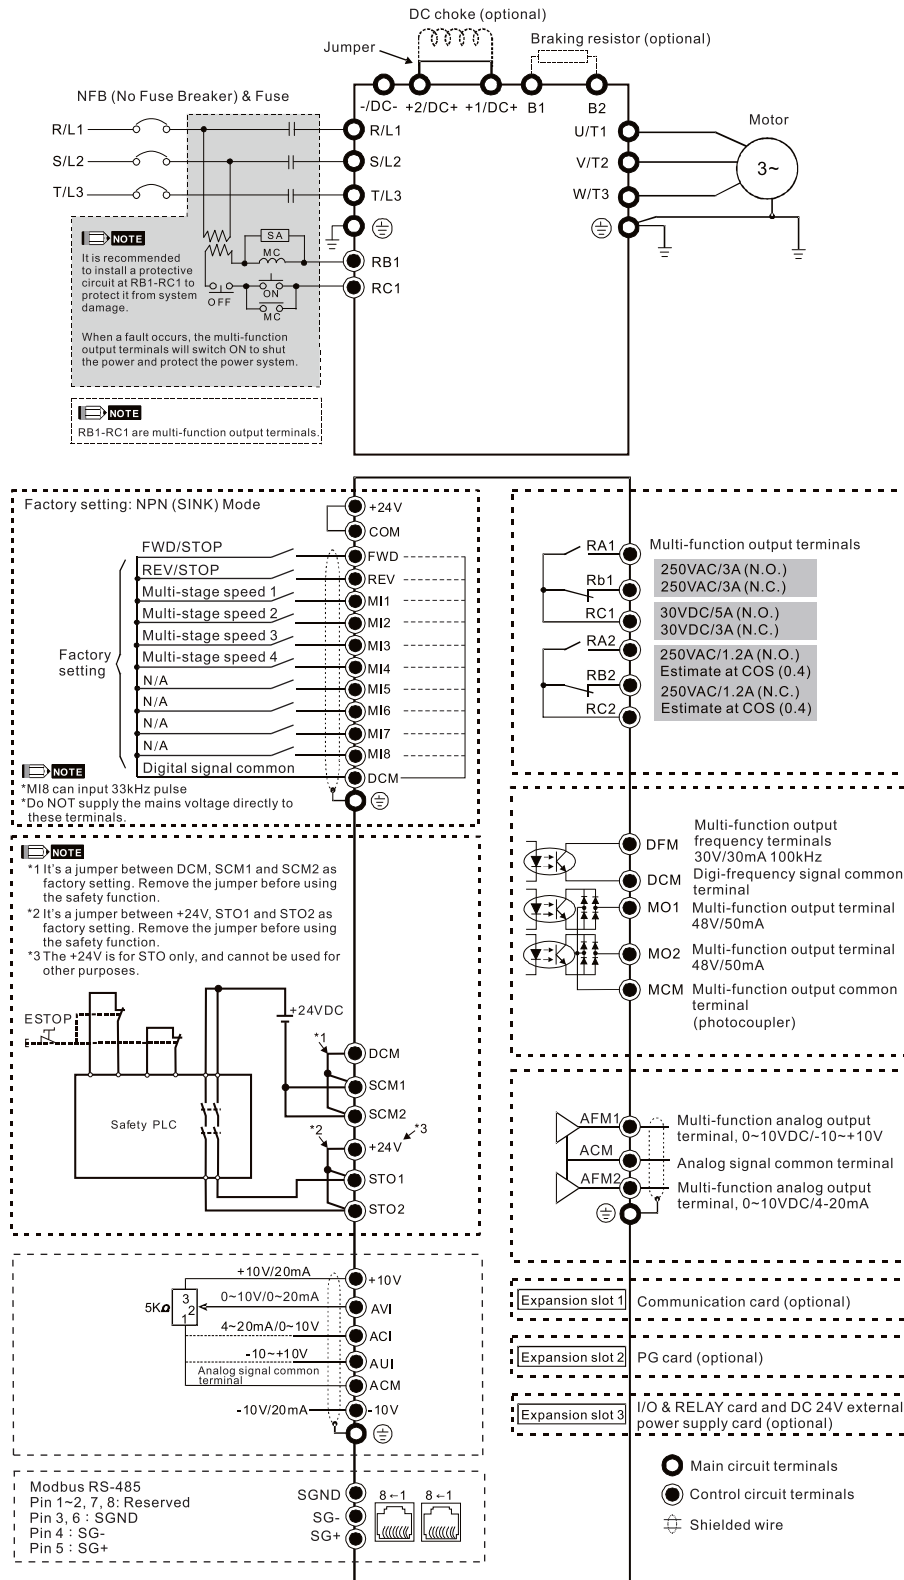 DC choke (optional)
Jumper
Braking resistor (optional)
NFB (No Fuse Breaker) & Fuse
-/DC- +2/DC+ +1/DC+ B1 B2
Motor
R/L1 R/L1 U/T1
S/L2 S/L2 V/T2
3~
T/L3 T/L3 W/T3
NOTE
It is recommended
to install a protective
circuit at RB1-RC1 to
protect it from system
damage.
SA
MC
RB1
ON
OFF
MC
RC1
When a fault occurs, the multi-function
output terminals will switch ON to shut
the power and protect the power system.
NOTE
RB1-RC1 are multi-function output terminals.
Factory setting: NPN (SINK) Mode
+24V
COM
FWD/STOP FWD
REV/STOP REV
Multi-stage speed 1 MI1
Multi-stage speed 2 MI2
Multi-stage speed 3 MI3
Multi-stage speed 4 MI4
Factory
setting
N/A MI5
N/A MI6
N/A MI7
N/A MI8
Digital signal common DCM
NOTE
*MI8 can input 33kHz pulse
*Do NOT supply the mains voltage directly to
these terminals.
RA1
Rb1
RC1
RA2
RB2
RC2
Multi-function output terminals
250VAC/3A (N.O.)
250VAC/3A (N.C.)
30VDC/5A (N.O.)
30VDC/3A (N.C.)
250VAC/1.2A (N.O.)
Estimate at COS (0.4)
250VAC/1.2A (N.C.)
Estimate at COS (0.4)
NOTE
*1 It's a jumper between DCM, SCM1 and SCM2 as
factory setting. Remove the jumper before using
the safety function.
*2 It's a jumper between +24V, STO1 and STO2 as
factory setting. Remove the jumper before using
the safety function.
*3 The +24V is for STO only, and cannot be used for
other purposes.
ESTOP
+24VDC
*1
DCM
SCM1
SCM2
Safety PLC
*2
*3
+24V
STO1
STO2
DFM
Multi-function output
frequency terminals
30V/30mA 100kHz
DCM
Digi-frequency signal common
terminal
MO1
Multi-function output terminal
48V/50mA
MO2
Multi-function output terminal
48V/50mA
MCM
Multi-function output common
terminal
(photocoupler)
AFM1
Multi-function analog output
terminal, 0~10VDC/-10~+10V
ACM
Analog signal common terminal
AFM2
Multi-function analog output
terminal, 0~10VDC/4-20mA
+10V/20mA +10V
5KΩ
3
2
1
0~10V/0~20mA AVI
4~20mA/0~10V ACI
-10~+10V AUI
Analog signal common
terminal
ACM
-10V/20mA -10V
Expansion slot 1 Communication card (optional)
Expansion slot 2 PG card (optional)
Expansion slot 3 I/O & RELAY card and DC 24V external
power supply card (optional)
Modbus RS-485
Pin 1~2, 7, 8: Reserved
Pin 3, 6 : SGND
Pin 4 : SG-
Pin 5 : SG+
SGND
SG-
SG+
8←1 8←1
Main circuit terminals
Control circuit terminals
Shielded wire